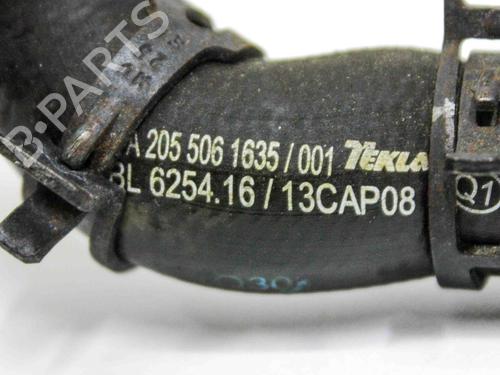 B-PARTS
A 205 506 1635 / 001 TEKLA
BL 6254.16 / 13CAP08
Q1